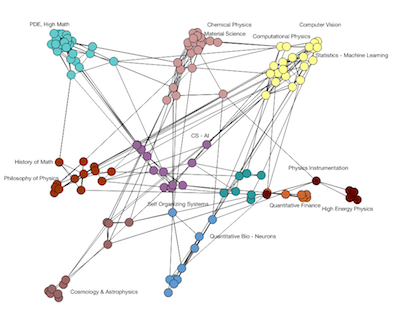 Chemical Physics
Computer Vision
PDE, High Math
Material Science
Computational Physics
Statistics - Machine Learning
CS - AI
History of Math
Physics Instrumentation
Philosophy of Physics
Self Organizing Systems
Quantitative Finance
High Energy Physics
Quantitative Bio - Neurons
Cosmology & Astrophysics